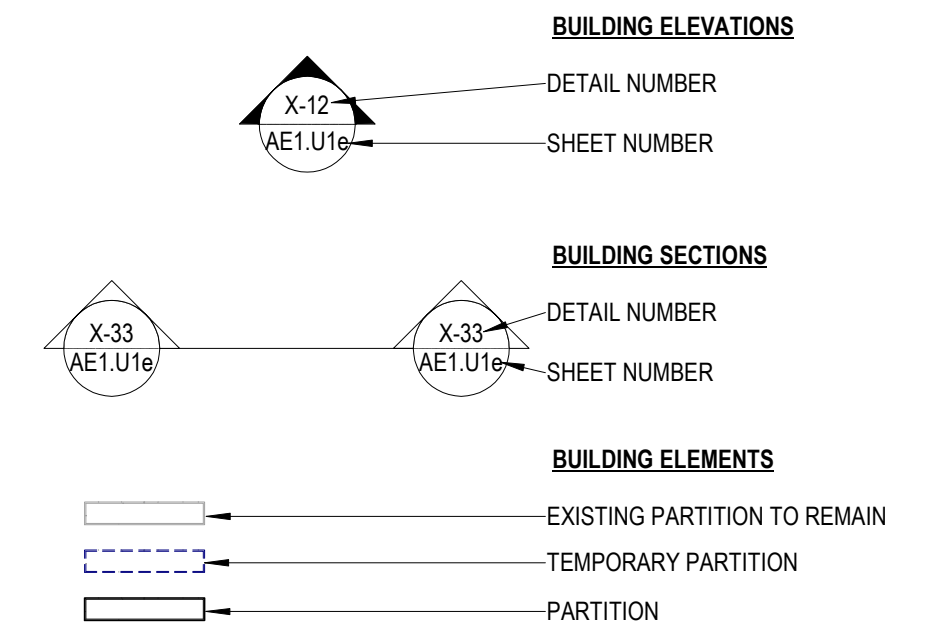 BUILDING ELEVATIONS
X-12
DETAIL NUMBER
AE1.U1e
SHEET NUMBER
BUILDING SECTIONS
X-33
X-33
DETAIL NUMBER
AE1.U1e
AE1.U1e
SHEET NUMBER
BUILDING ELEMENTS
EXISTING PARTITION TO REMAIN
TEMPORARY PARTITION
PARTITION